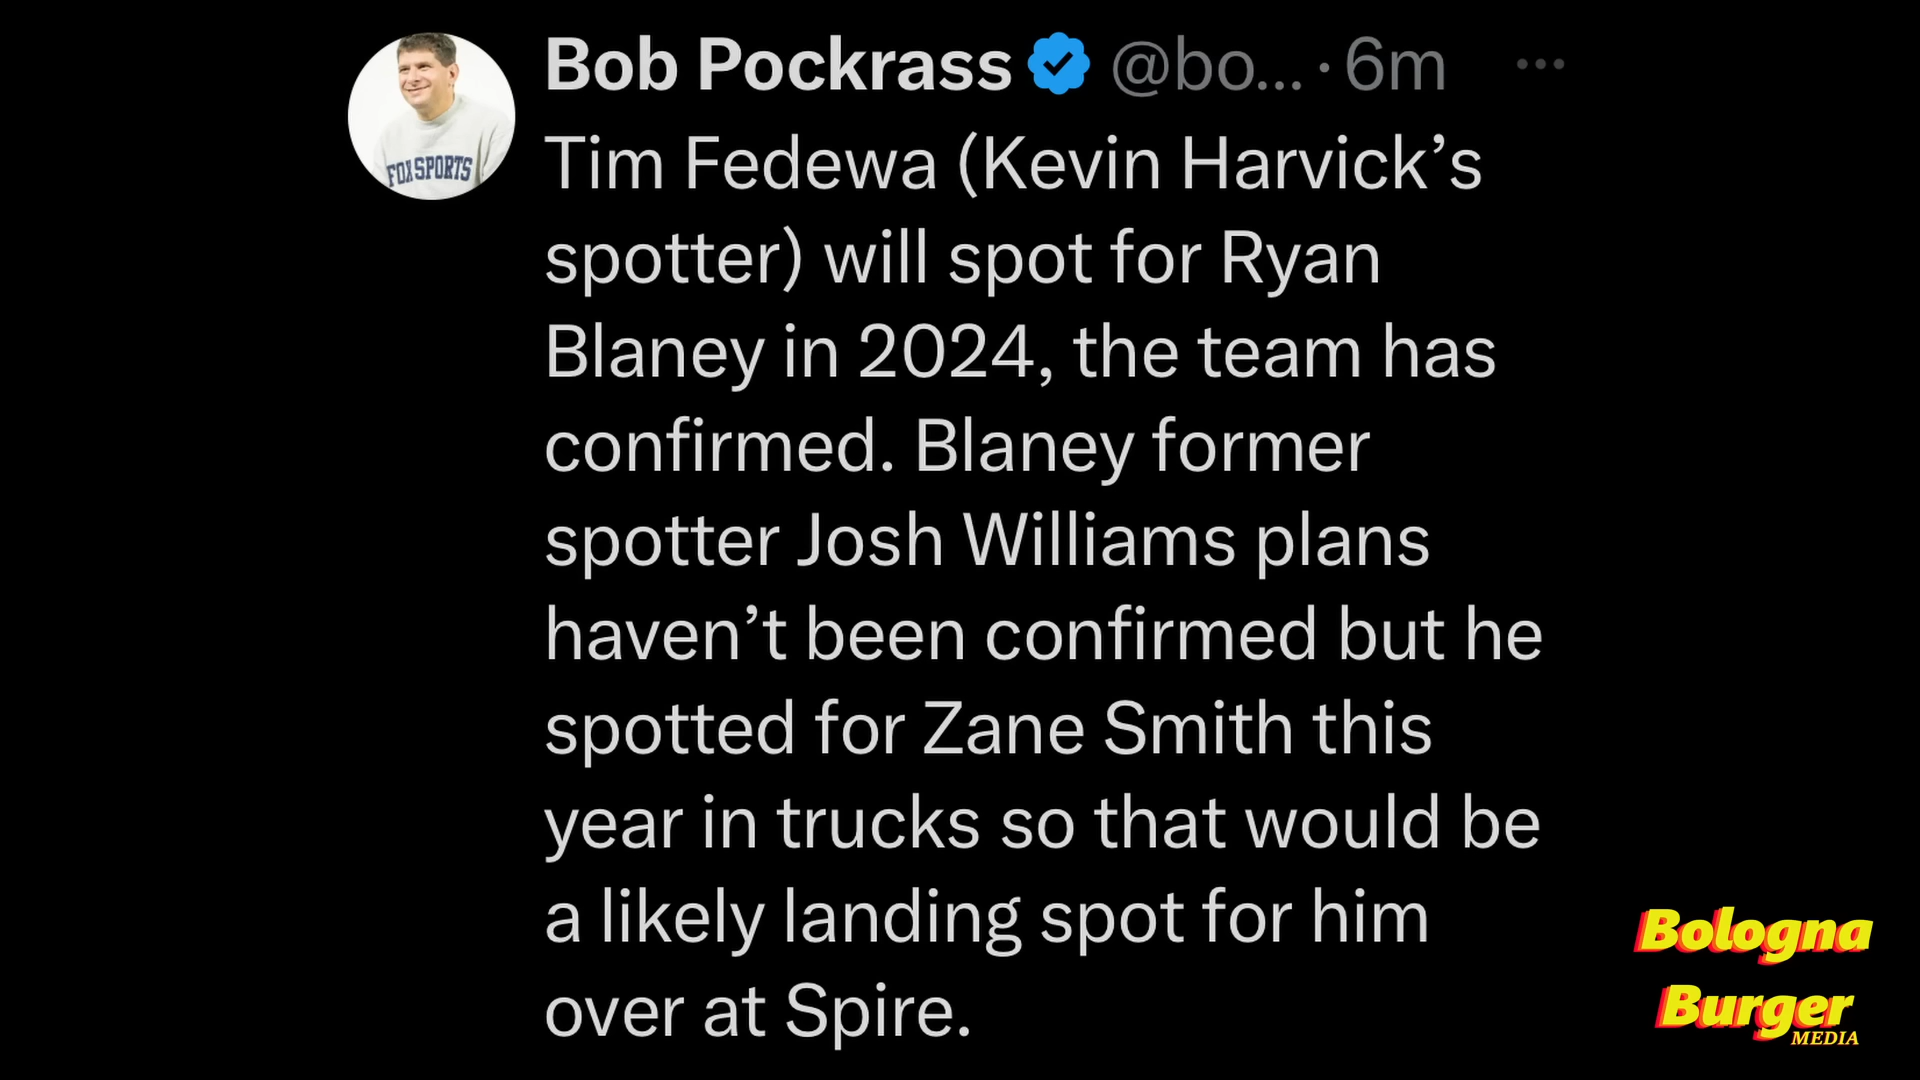 Bob Pockrass @bo... · 6m ...
FOX SPORTS
Tim Fedewa (Kevin Harvick’s
spotter) will spot for Ryan
Blaney in 2024, the team has
confirmed. Blaney former
spotter Josh Williams plans
haven’t been confirmed but he
spotted for Zane Smith this
year in trucks so that would be
a likely landing spot for him
over at Spire.
Bologna
Burger
MEDIA